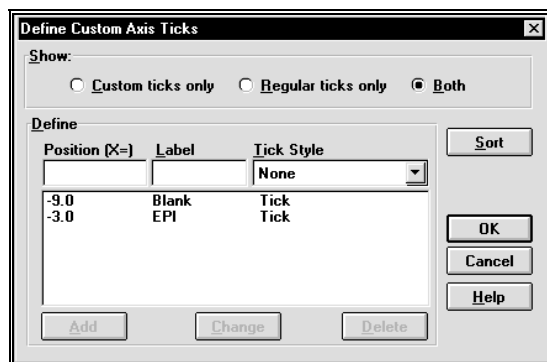 Define Custom Axis Ticks
Show:
Custom ticks only Regular ticks only Both
Define
Position (X=) Label Tick Style
None
-9.0 Blank Tick
-3.0 EPI Tick
Add Change Delete
Sort
OK
Cancel
Help